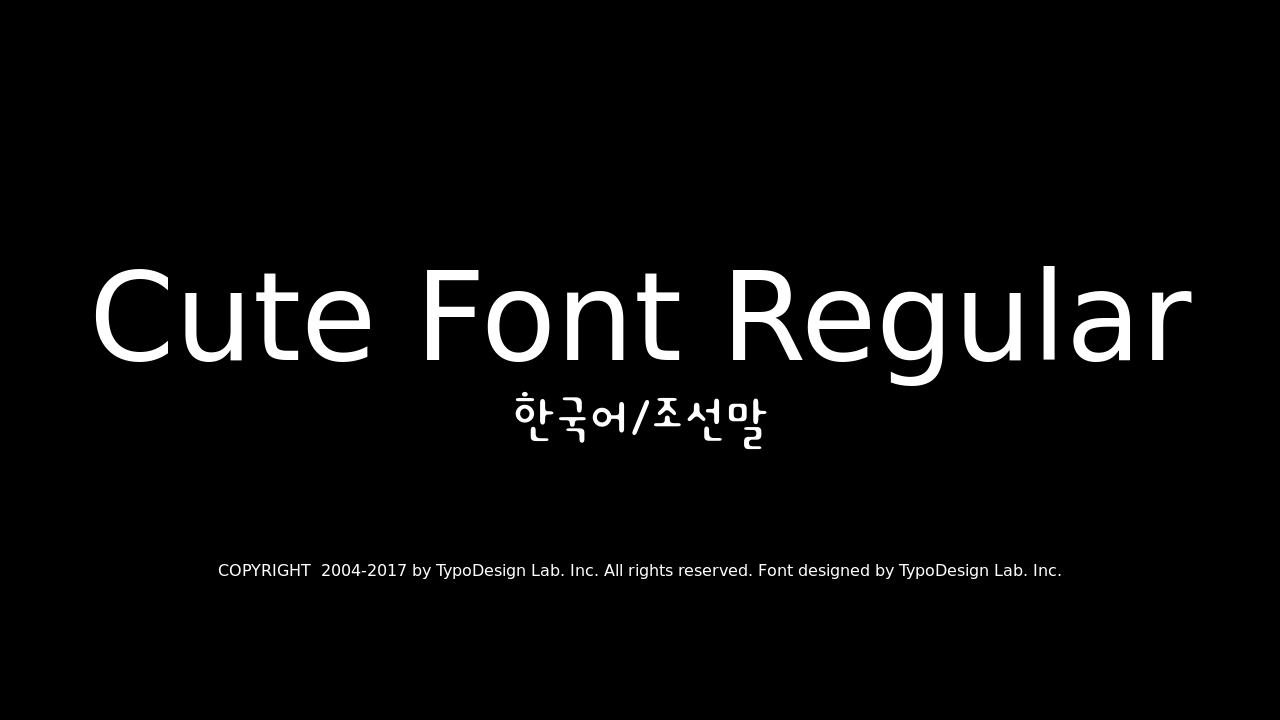 Cute Font Regular
한국어/조선말
COPYRIGHT  2004-2017 by TypoDesign Lab. Inc. All rights reserved. Font designed by TypoDesign Lab. Inc.